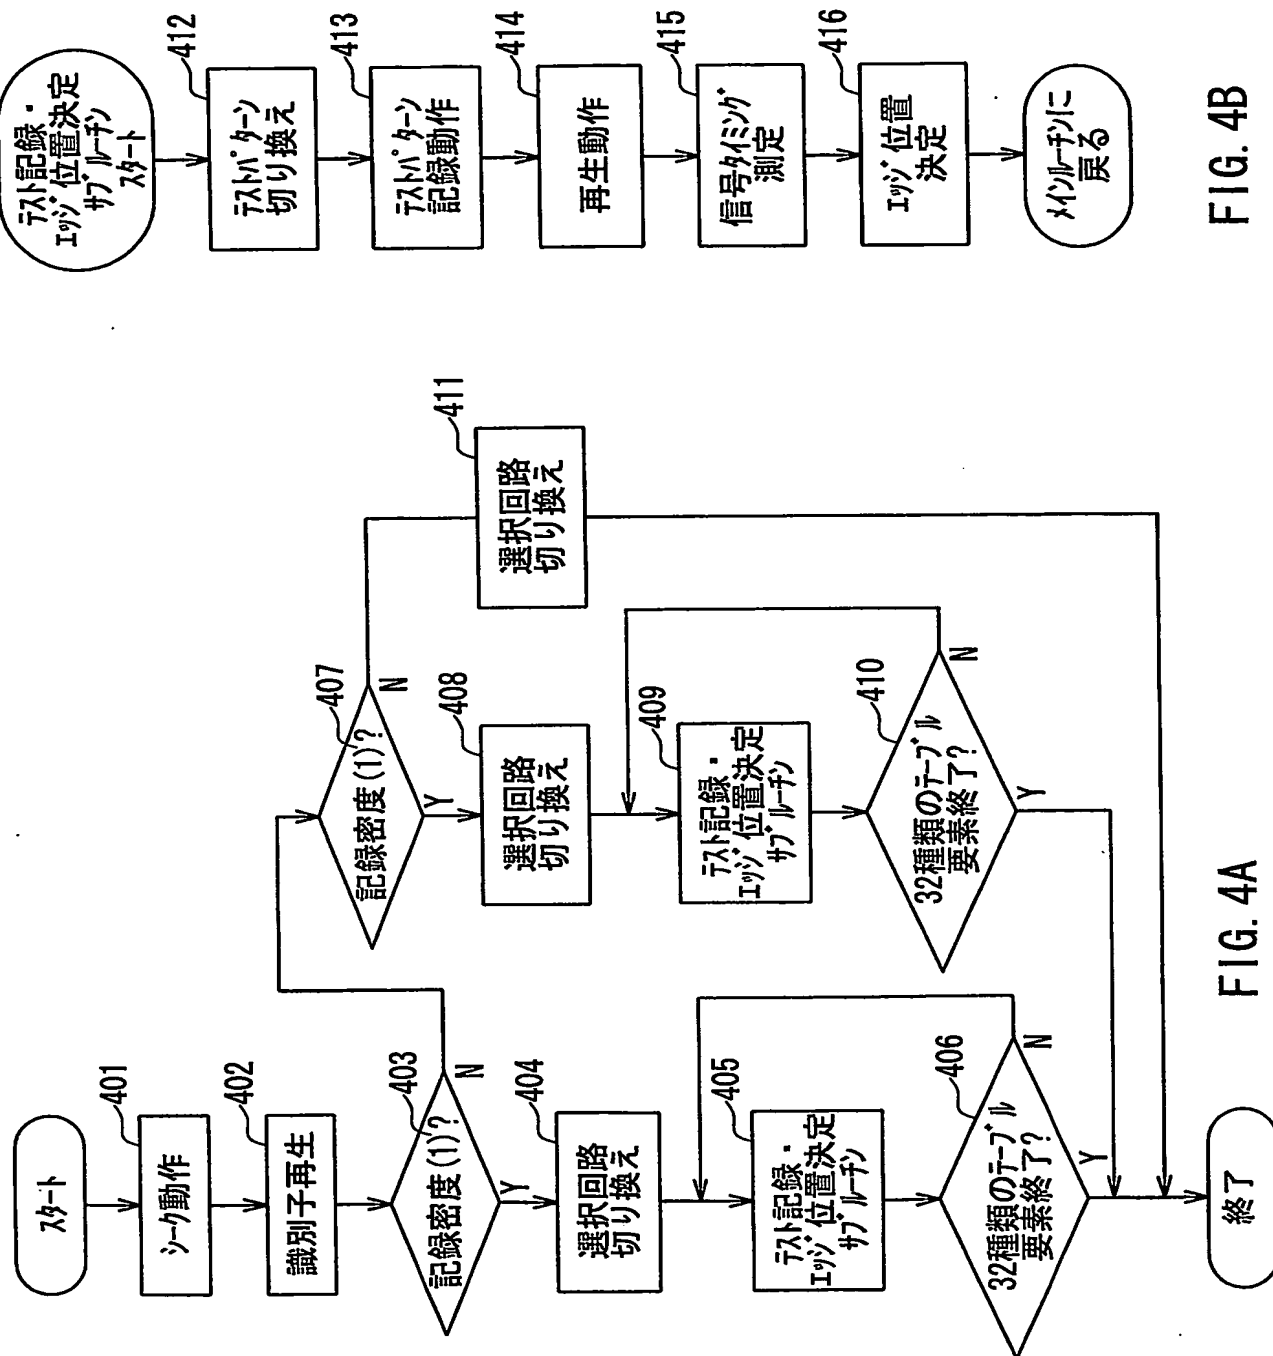 スタート
401
シーク動作
402
識別子再生
403
記録密度(1)?
N
Y
404
選択回路
切り換え
405
テスト記録・
エッジ位置決定
サブルーチン
406
32種類のテーブル
要素終了?
N
Y
終了
407
記録密度(1)?
N
Y
408
選択回路
切り換え
409
テスト記録・
エッジ位置決定
サブルーチン
410
32種類のテーブル
要素終了?
N
Y
411
選択回路
切り換え
FIG. 4A
テスト記録・
エッジ位置決定
サブルーチン
スタート
412
テストパターン
切り換え
413
テストパターン
記録動作
414
再生動作
415
信号タイミング
測定
416
エッジ位置
決定
メインルーチンに
戻る
FIG. 4B